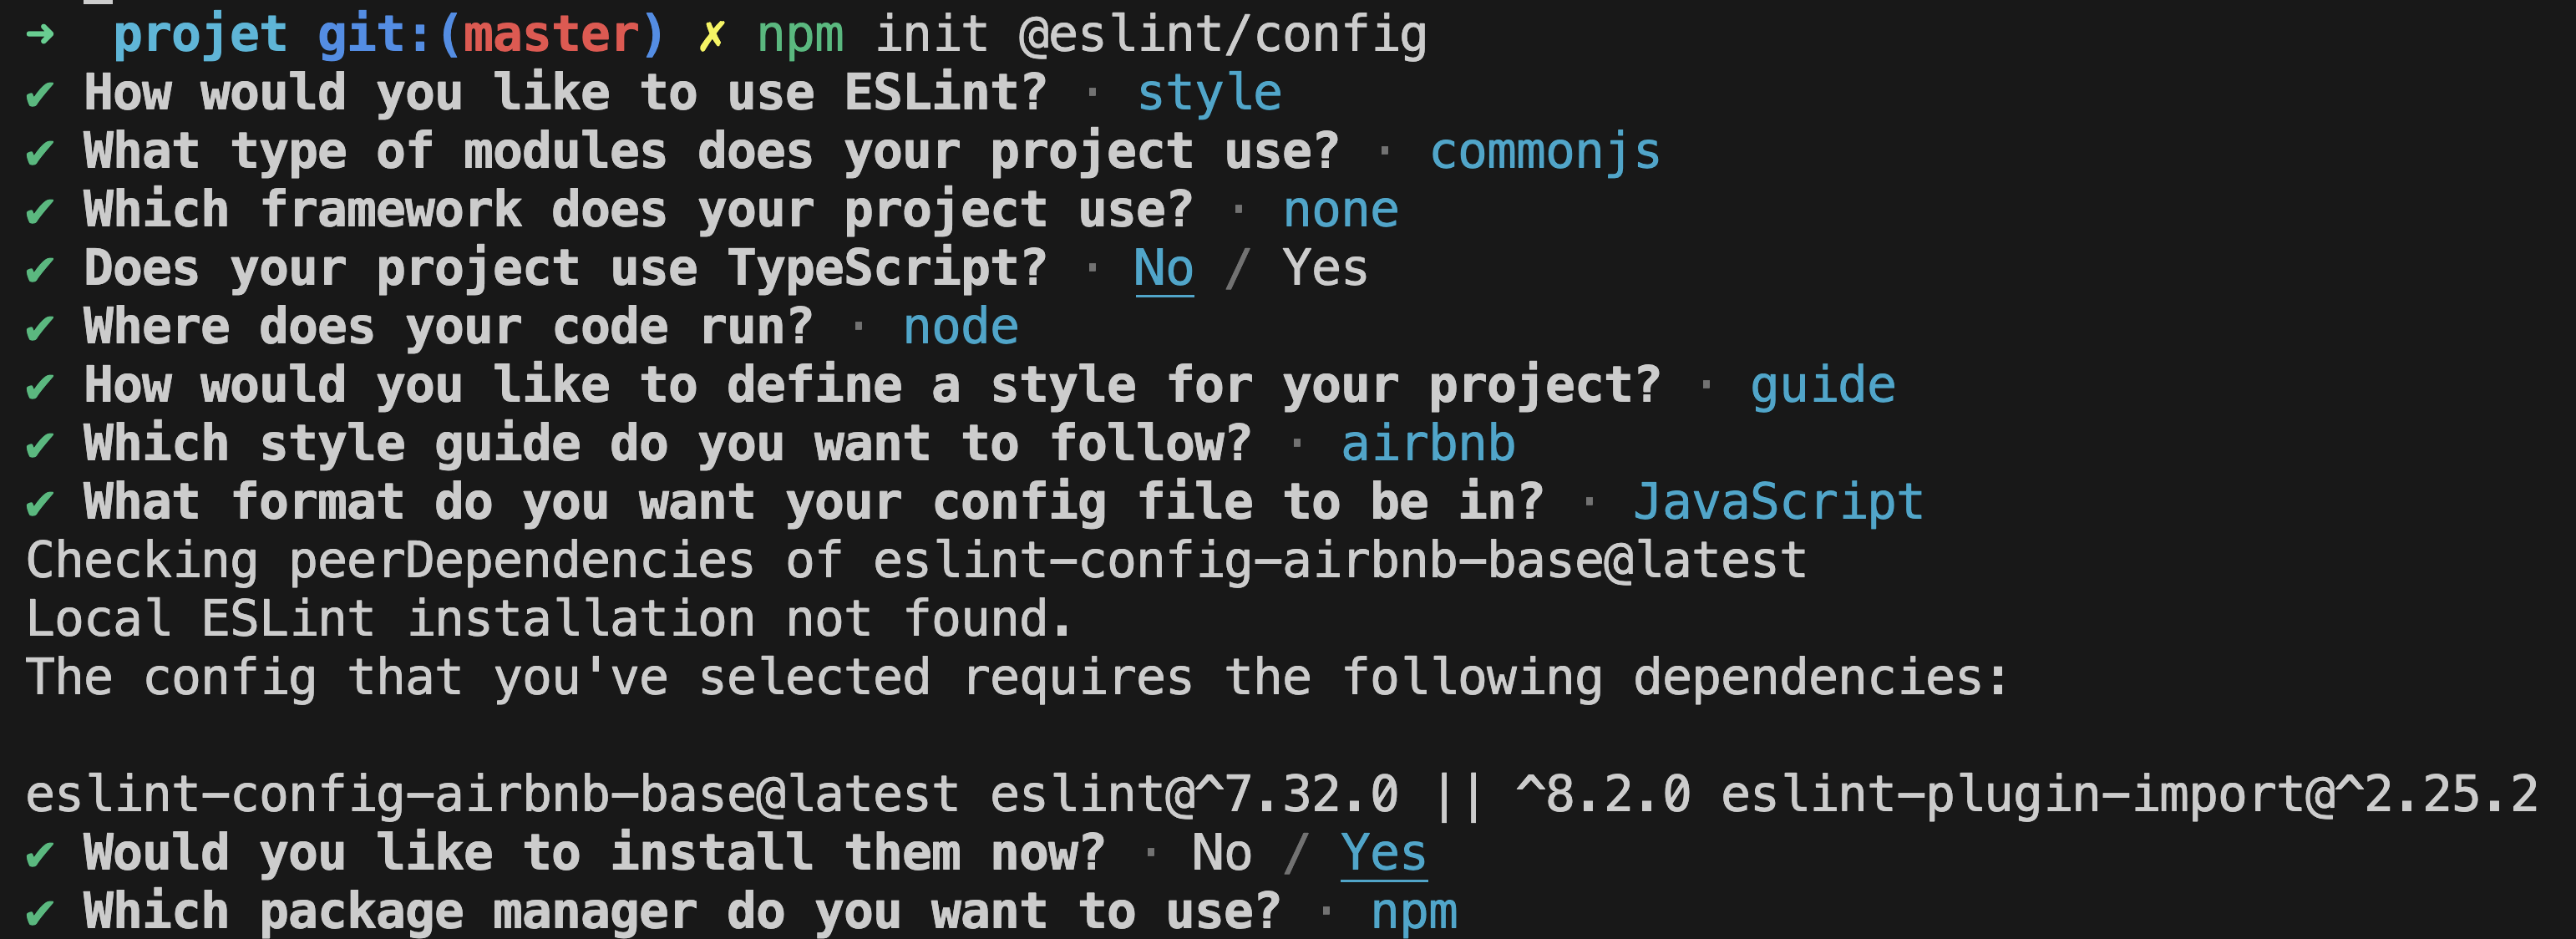 ➜  projet git:(master) ✗ npm init @eslint/config
✔ How would you like to use ESLint? · style
✔ What type of modules does your project use? · commonjs
✔ Which framework does your project use? · none
✔ Does your project use TypeScript? · No / Yes
✔ Where does your code run? · node
✔ How would you like to define a style for your project? · guide
✔ Which style guide do you want to follow? · airbnb
✔ What format do you want your config file to be in? · JavaScript
Checking peerDependencies of eslint-config-airbnb-base@latest
Local ESLint installation not found.
The config that you've selected requires the following dependencies:

eslint-config-airbnb-base@latest eslint@^7.32.0 || ^8.2.0 eslint-plugin-import@^2.25.2
✔ Would you like to install them now? · No / Yes
✔ Which package manager do you want to use? · npm